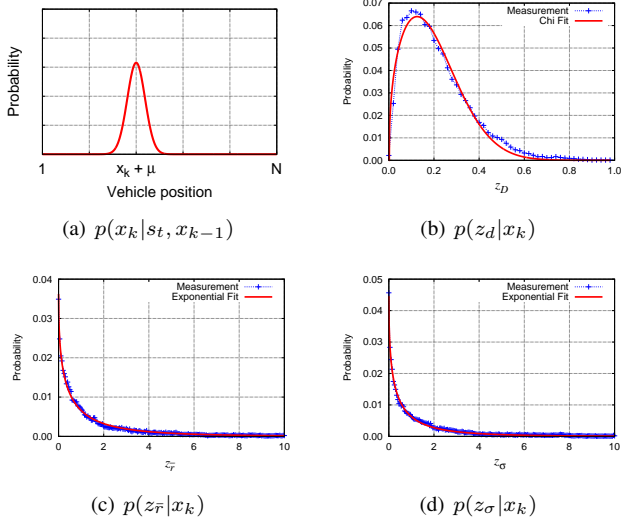 Probability
1
x_k + μ
N
Vehicle position
(a) p(x_k|s_t, x_{k−1})
0.07
0.06
0.05
0.04
0.03
0.02
0.01
0.00
Probability
Measurement
Chi Fit
0.0 0.2 0.4 0.6 0.8 1.0
z_D
(b) p(z_d|x_k)
0.04
0.03
0.02
0.01
0.00
Probability
Measurement
Exponential Fit
0 2 4 6 8 10
z_r̄
(c) p(z_r̄|x_k)
0.05
0.04
0.03
0.02
0.01
0.00
Probability
Measurement
Exponential Fit
0 2 4 6 8 10
z_σ
(d) p(z_σ|x_k)